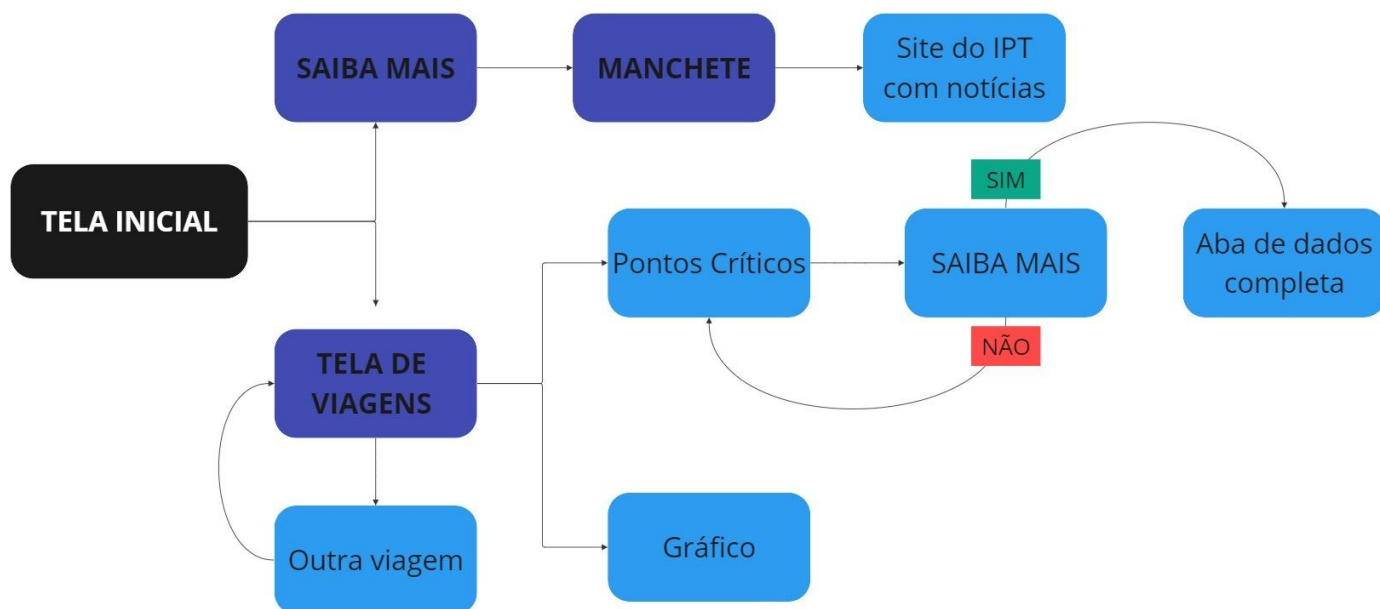 SAIBA MAIS
MANCHETE
Site do IPT
com notícias
TELA INICIAL
SIM
Pontos Críticos
SAIBA MAIS
Aba de dados
completa
NÃO
TELA DE
VIAGENS
Outra viagem
Gráfico